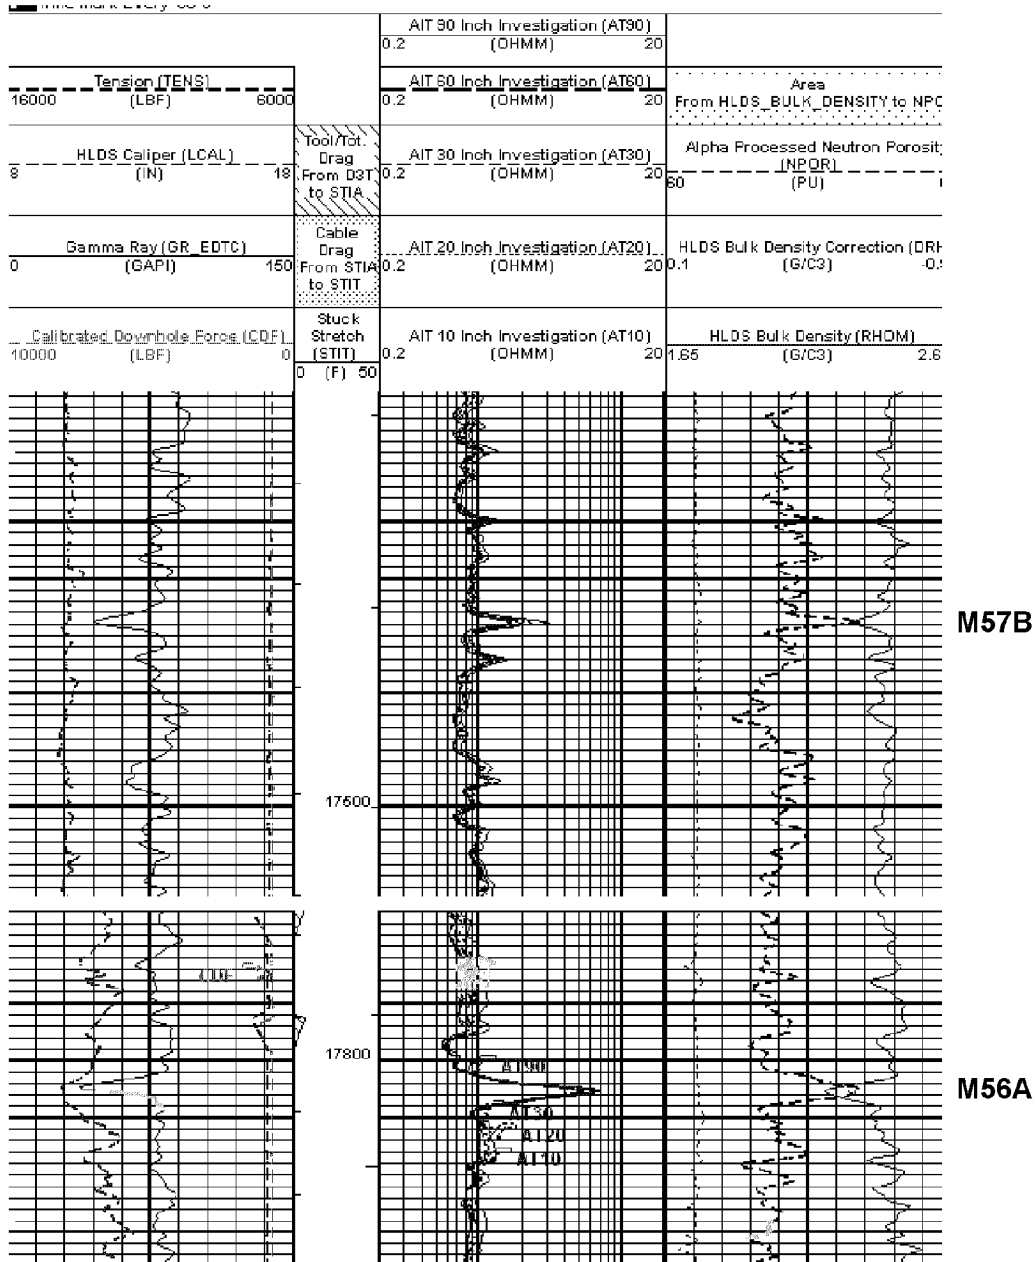 AIT 90 Inch Investigation (AT90)
0.2 (OHMM) 20
Tension (TENS)
16000 (LBF) 6000
AIT 60 Inch Investigation (AT60)
0.2 (OHMM) 20
Area
From HLDS_BULK_DENSITY to NPO
HLDS Caliper (LCAL)
8 (IN) 18
Tool/Tot.
Drag
From D3T
to STIA
AIT 30 Inch Investigation (AT30)
0.2 (OHMM) 20
Alpha Processed Neutron Porosit
(NPOR)
60 (PU)
Gamma Ray (GR_EDTC)
0 (GAPI) 150
Cable
Drag
From STIA
to STIT
AIT 20 Inch Investigation (AT20)
0.2 (OHMM) 20
HLDS Bulk Density Correction (DRH
0.1 (G/C3)
Calibrated Downhole Force (CDF)
10000 (LBF) 0
Stuck
Stretch
(STIT)
0 (F) 50
AIT 10 Inch Investigation (AT10)
0.2 (OHMM) 20
HLDS Bulk Density (RHOM)
1.65 (G/C3) 2.6
M57B
17500
CDF
17800
AT90
M56A
AT30
AT20
AT10